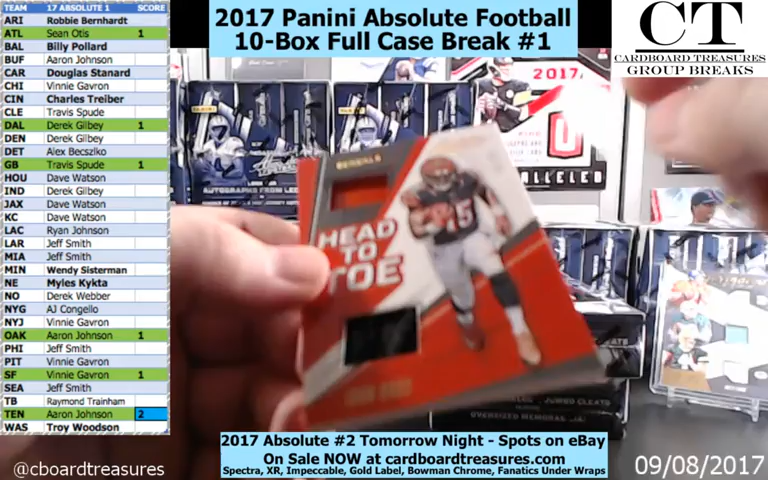 TEAM 17 ABSOLUTE 1 SCORE
ARI Robbie Bernhardt
ATL Sean Otis 1
BAL Billy Pollard
BUF Aaron Johnson
CAR Douglas Stanard
CHI Vinnie Gavron
CIN Charles Treiber
CLE Travis Spude
DAL Derek Gilbey 1
DEN Derek Gilbey
DET Alex Becszlko
GB Travis Spude 1
HOU Dave Watson
IND Derek Gilbey
JAX Dave Watson
KC Dave Watson
LAC Ryan Johnson
LAR Jeff Smith
MIA Jeff Smith
MIN Wendy Sisterman
NE Myles Kykta
NO Derek Webber
NYG AJ Congello
NYJ Vinnie Gavron
OAK Aaron Johnson 1
PHI Jeff Smith
PIT Vinnie Gavron
SF Vinnie Gavron 1
SEA Jeff Smith
TB Raymond Trainham
TEN Aaron Johnson 2
WAS Troy Woodson
2017 Panini Absolute Football
10-Box Full Case Break #1
CT
CARDBOARD TREASURES
GROUP BREAKS
2017
BENGALS
HEAD
TO
TOE
15
2017 Absolute #2 Tomorrow Night - Spots on eBay
On Sale NOW at cardboardtreasures.com
Spectra, XR, Impeccable, Gold Label, Bowman Chrome, Fanatics Under Wraps
@cboardtreasures
09/08/2017